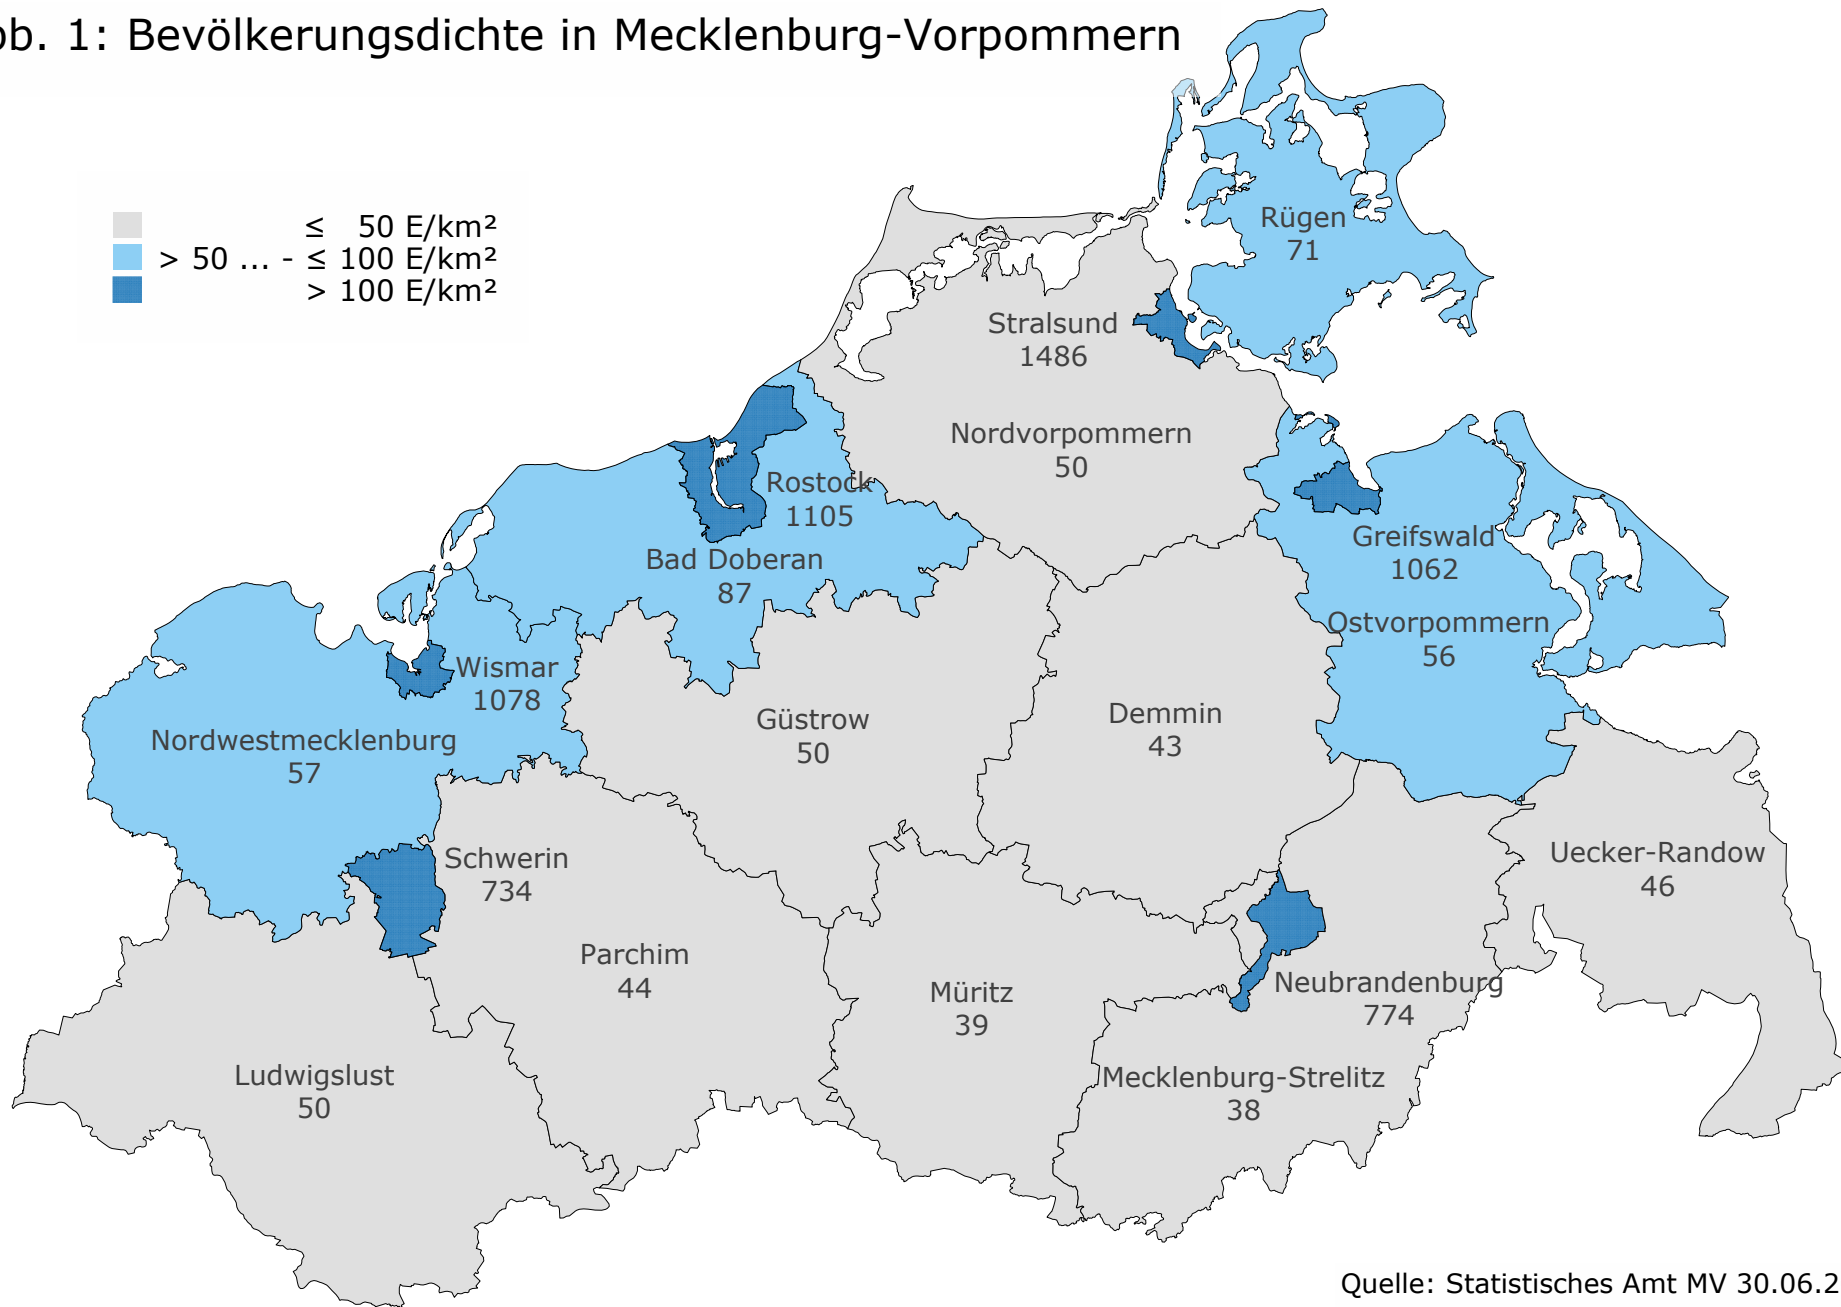 bb. 1: Bevölkerungsdichte in Mecklenburg-Vorpommern
≤ 50 E/km²
> 50 ... - ≤ 100 E/km²
> 100 E/km²
Rügen
71
Stralsund
1486
Nordvorpommern
50
Rostock
1105
Bad Doberan
87
Greifswald
1062
Ostvorpommern
56
Wismar
1078
Nordwestmecklenburg
57
Güstrow
50
Demmin
43
Schwerin
734
Uecker-Randow
46
Parchim
44
Müritz
39
Neubrandenburg
774
Ludwigslust
50
Mecklenburg-Strelitz
38
Quelle: Statistisches Amt MV 30.06.2